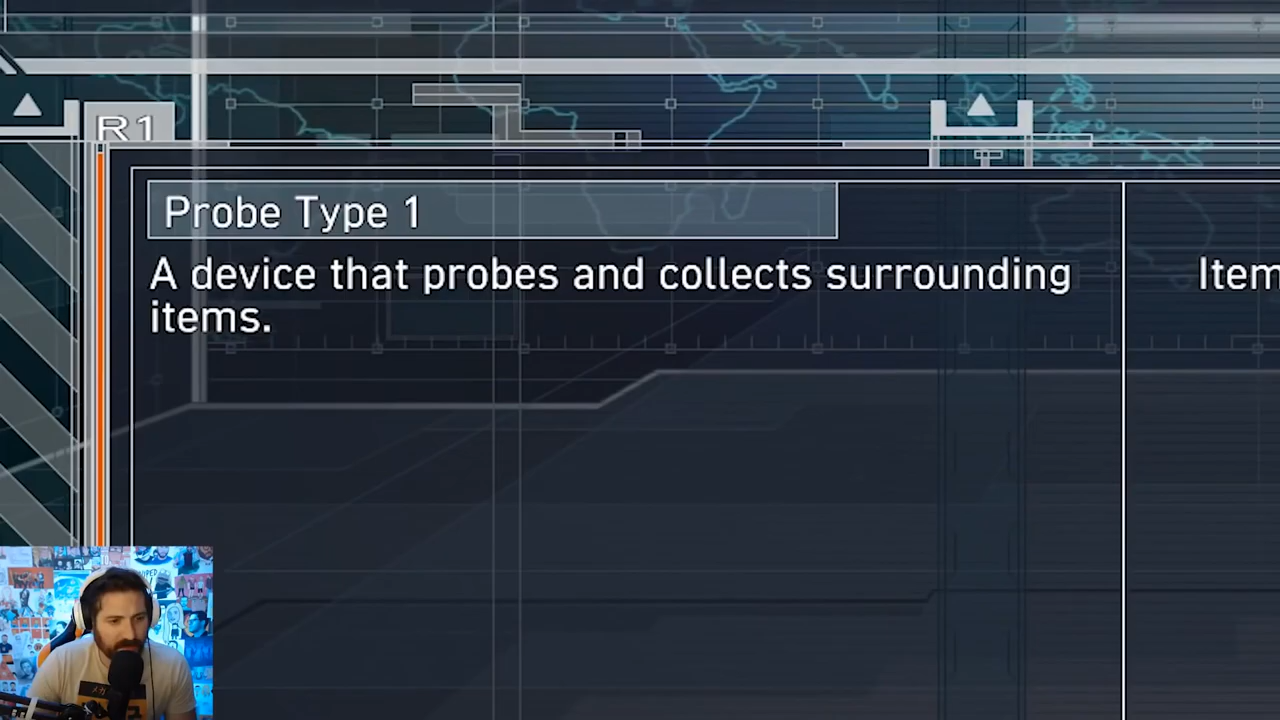 R1
Probe Type 1
A device that probes and collects surrounding
items.
Item